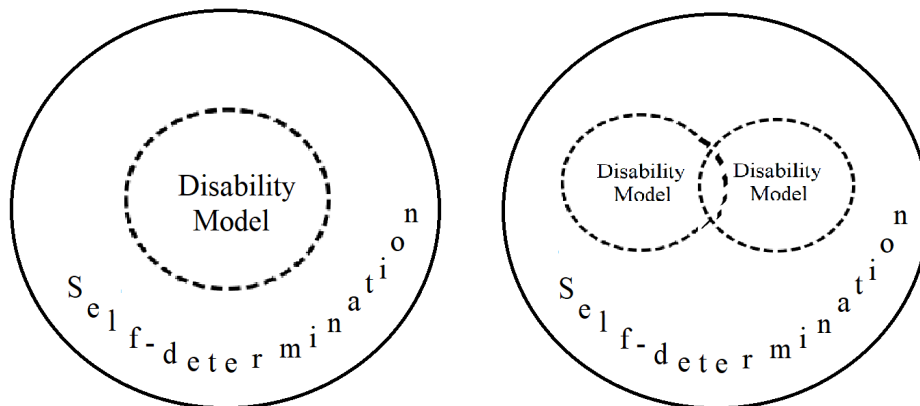 Disability
Model
Self-determination
Disability
Model
Disability
Model
Self-determination